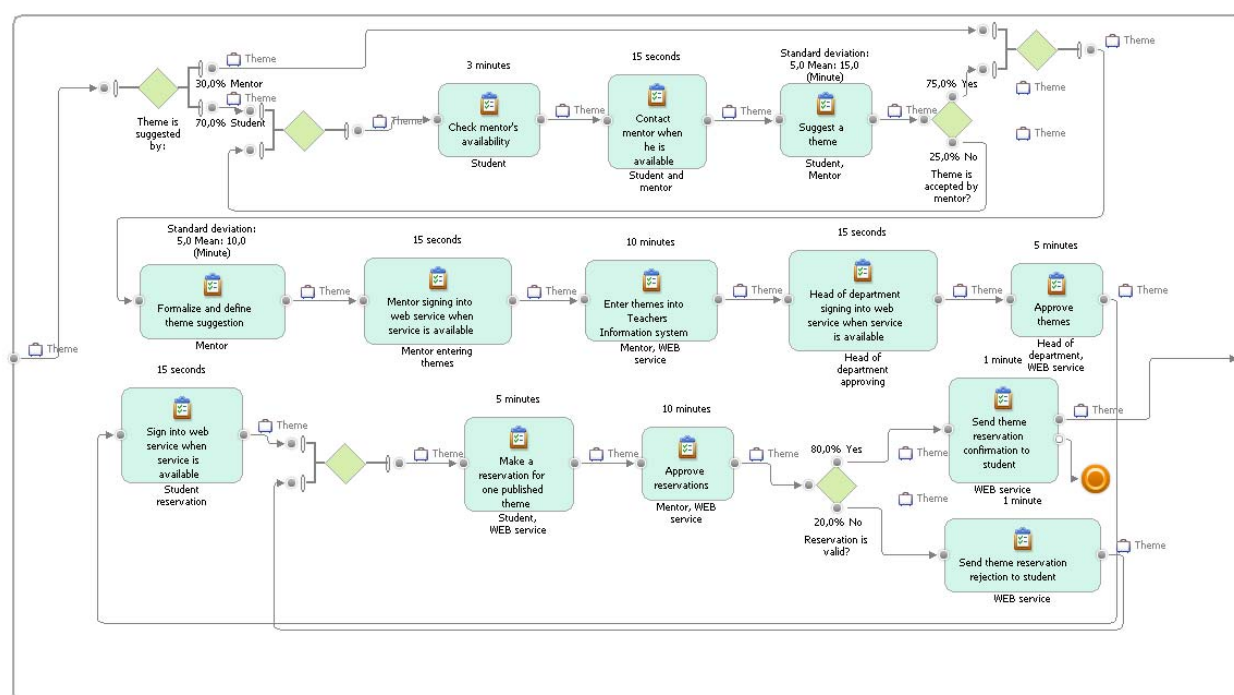 Theme
Theme
30,0% Mentor
Theme
70,0% Student
Theme is
suggested
by:
Theme
3 minutes
Check mentor's
availability
Student
Theme
15 seconds
Contact
mentor when
he is
available
Student and
mentor
Theme
Standard deviation:
5,0 Mean: 15,0
(Minute)
Suggest a
theme
Student,
Mentor
Theme
75,0% Yes
25,0% No
Theme is
accepted by
mentor?
Theme
Theme
Theme
Standard deviation:
5,0 Mean: 10,0
(Minute)
Formalize and define
theme suggestion
Mentor
Theme
15 seconds
Mentor signing into
web service when
service is available
Mentor entering
themes
Theme
10 minutes
Enter themes into
Teachers
Information system
Mentor, WEB
service
Theme
15 seconds
Head of department
signing into web
service when service
is available
Head of
department
approving
Theme
5 minutes
Approve
themes
Head of
department,
WEB service
Theme
15 seconds
Sign into web
service when
service is
available
Student
reservation
Theme
Theme
5 minutes
Make a
reservation for
one published
theme
Student,
WEB service
Theme
10 minutes
Approve
reservations
Mentor, WEB
service
Theme
80,0% Yes
20,0% No
Reservation is
valid?
Theme
Theme
1 minute
Send theme
reservation
confirmation to
student
WEB service
Theme
1 minute
Send theme reservation
rejection to student
WEB service
Theme